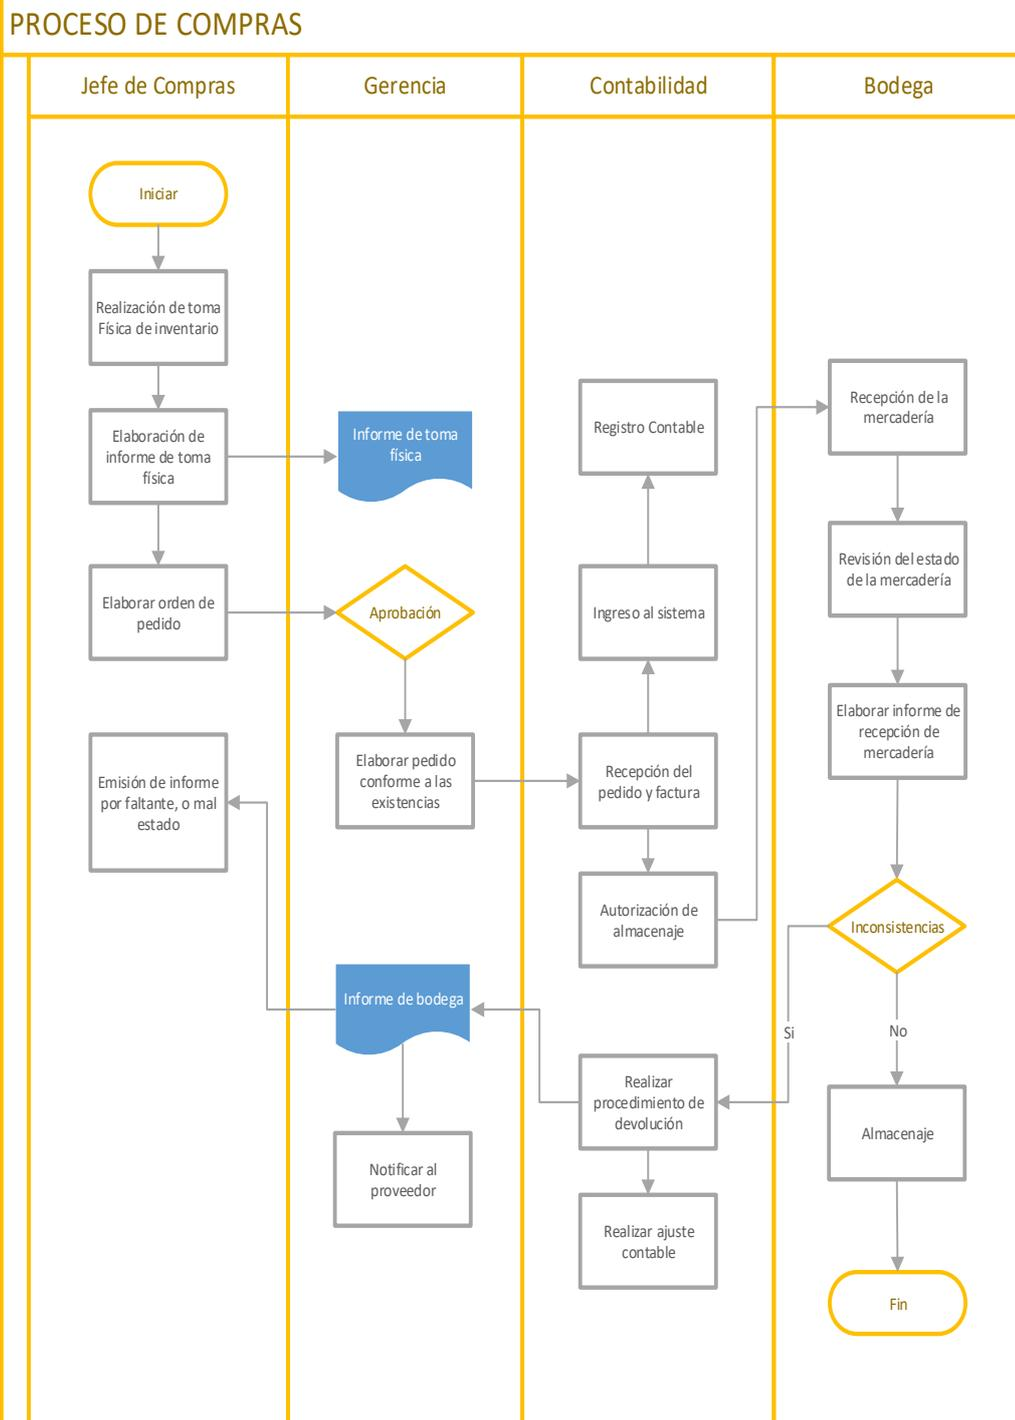 PROCESO DE COMPRAS
Jefe de Compras
Gerencia
Contabilidad
Bodega
Iniciar
Realización de toma
Física de inventario
Elaboración de
informe de toma
física
Informe de toma
física
Registro Contable
Recepción de la
mercadería
Elaborar orden de
pedido
Aprobación
Ingreso al sistema
Revisión del estado
de la mercadería
Emisión de informe
por faltante, o mal
estado
Elaborar pedido
conforme a las
existencias
Recepción del
pedido y factura
Elaborar informe de
recepción de
mercadería
Autorización de
almacenaje
Inconsistencias
Informe de bodega
Si
No
Realizar
procedimiento de
devolución
Almacenaje
Notificar al
proveedor
Realizar ajuste
contable
Fin